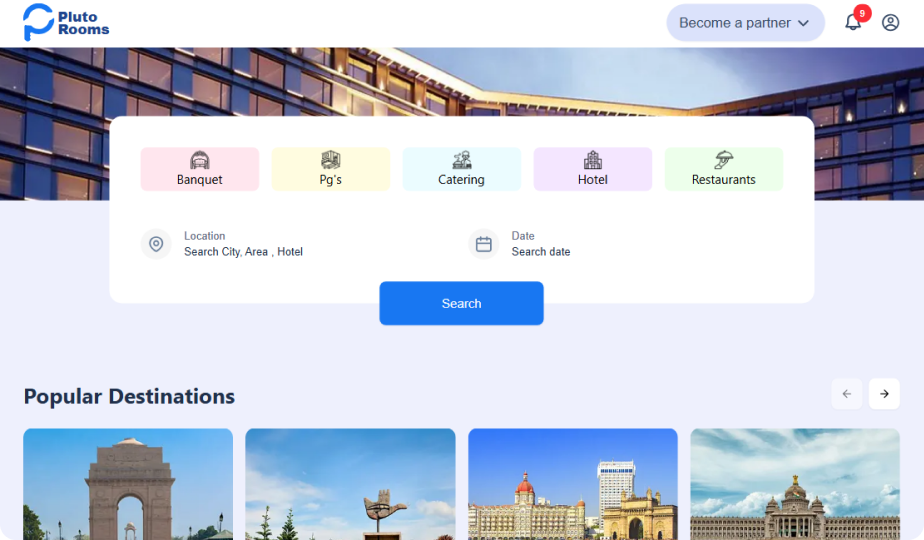 Pluto
Rooms
Become a partner
9
Banquet
Pg's
Catering
Hotel
Restaurants
Location
Search City, Area , Hotel
Date
Search date
Search
Popular Destinations